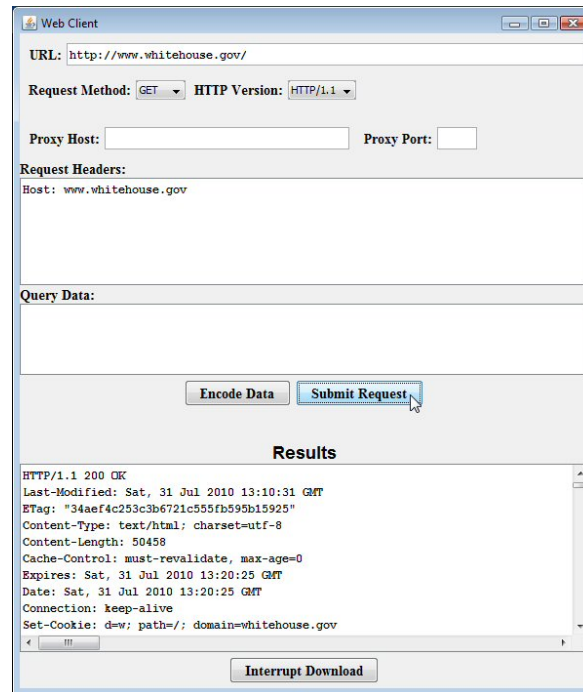 Web Client
URL: http://www.whitehouse.gov/
Request Method: GET HTTP Version: HTTP/1.1
Proxy Host: Proxy Port:
Request Headers:
Host: www.whitehouse.gov
Query Data:
Encode Data Submit Request
Results
HTTP/1.1 200 OK
Last-Modified: Sat, 31 Jul 2010 13:10:31 GMT
ETag: "34aef4c253c3b6721c555fb595b15925"
Content-Type: text/html; charset=utf-8
Content-Length: 50458
Cache-Control: must-revalidate, max-age=0
Expires: Sat, 31 Jul 2010 13:20:25 GMT
Date: Sat, 31 Jul 2010 13:20:25 GMT
Connection: keep-alive
Set-Cookie: d=w; path=/; domain=whitehouse.gov
Interrupt Download